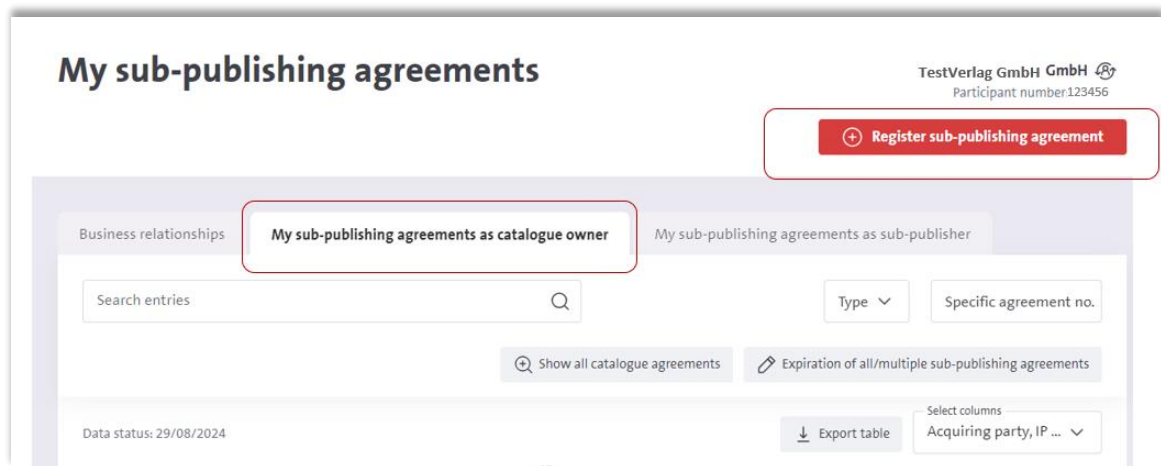 My sub-publishing agreements
TestVerlag GmbH GmbH
Participant number:123456
Register sub-publishing agreement
Business relationships
My sub-publishing agreements as catalogue owner
My sub-publishing agreements as sub-publisher
Search entries
Type
Specific agreement no.
Show all catalogue agreements
Expiration of all/multiple sub-publishing agreements
Data status: 29/08/2024
Export table
Select columns
Acquiring party, IP ...